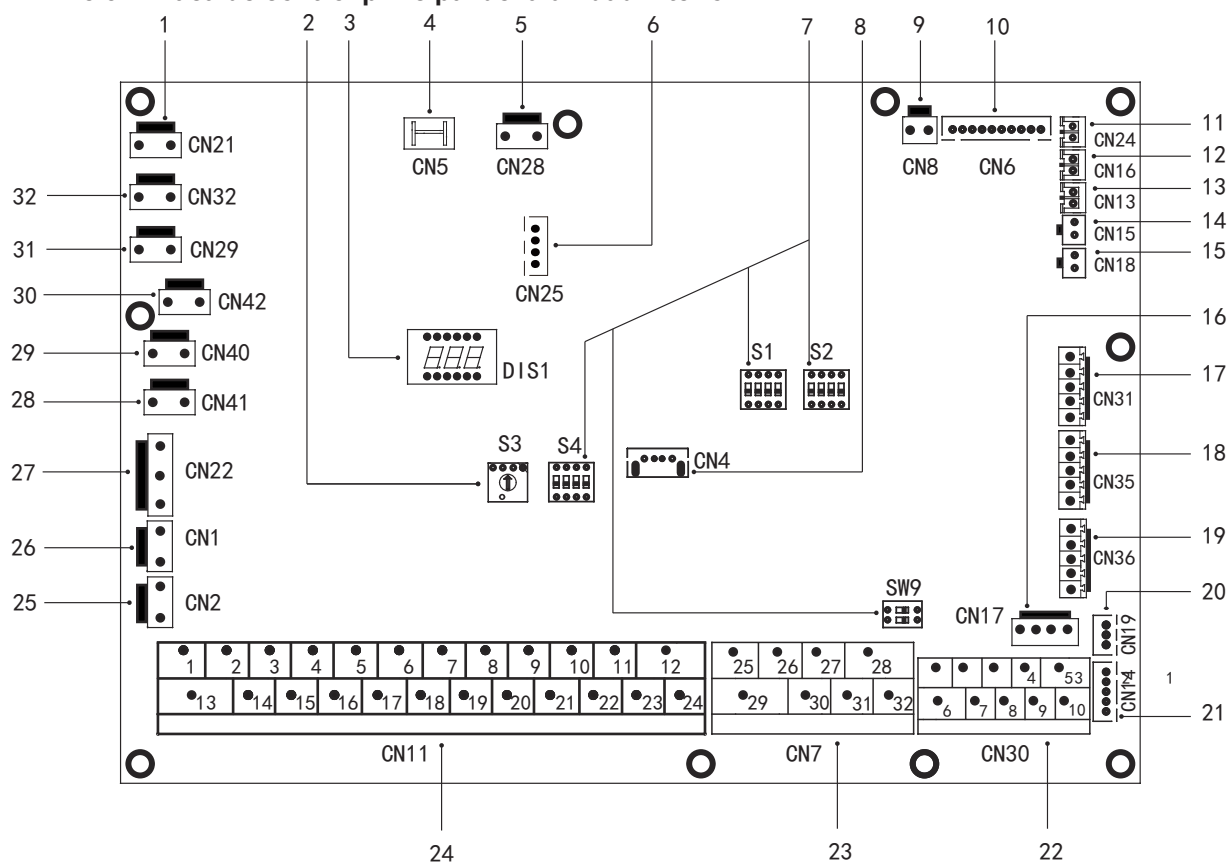 1 2 3 4 5 6 7 8 9 10
CN21 CN5 CN28 CN8 CN6 CN24 11
CN16 12
32 CN32 CN13 13
CN15 14
31 CN29 CN18 15
CN25
30 CN42 16
29 CN40 DIS1 S1 S2 17
28 CN41 CN31
S3 S4 CN4 18
27 CN22 CN35
26 CN1 19
CN36
25 CN2 SW9 20
CN17 CN19
1 2 3 4 5 6 7 8 9 10 11 12 25 26 27 28 4 53 1
CN14
13 14 15 16 17 18 19 20 21 22 23 24 29 30 31 32 6 7 8 9 10 21
CN11 CN7 CN30
24 23 22